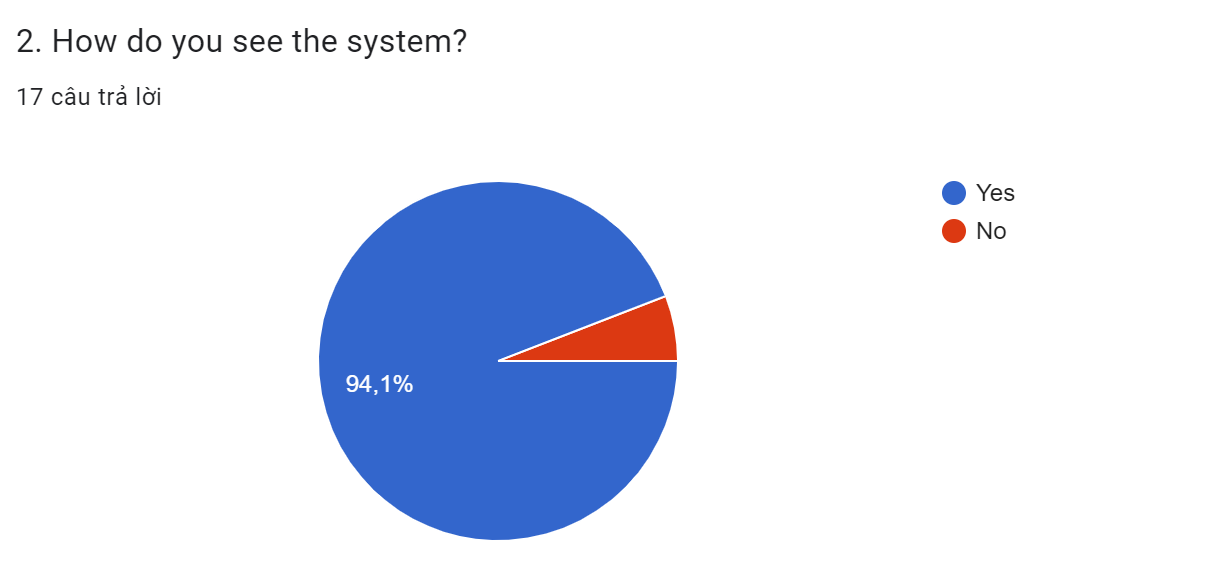 2. How do you see the system?
17 câu trả lời
Yes
No
94,1%